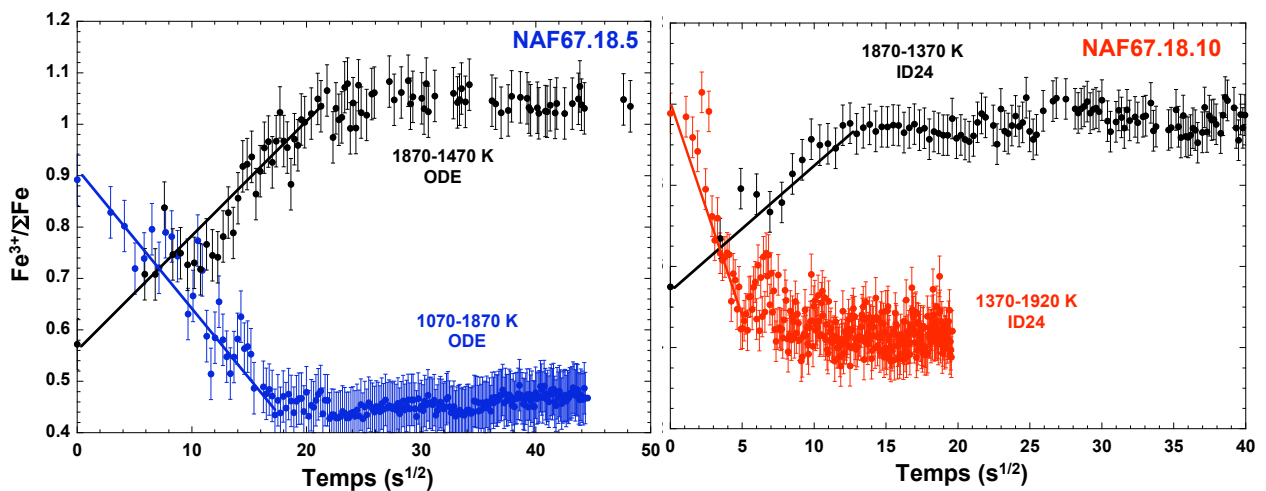 NAF67.18.5
1.2
1.1
1
0.9
0.8
0.7
0.6
0.5
0.4
Fe³⁺/ΣFe
1870-1470 K
ODE
1070-1870 K
ODE
0 10 20 30 40 50
Temps (s^1/2)
NAF67.18.10
1870-1370 K
ID24
1370-1920 K
ID24
0 5 10 15 20 25 30 35 40
Temps (s^1/2)